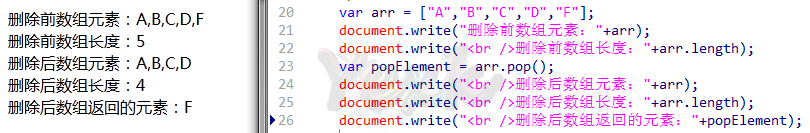 删除前数组元素：A,B,C,D,F
删除前数组长度：5
删除后数组元素：A,B,C,D
删除后数组长度：4
删除后数组返回的元素：F
20 var arr = ["A","B","C","D","F"];
21 document.write("删除前数组元素："+arr);
22 document.write("<br />删除前数组长度："+arr.length);
23 var popElement = arr.pop();
24 document.write("<br />删除后数组元素："+arr);
25 document.write("<br />删除后数组长度："+arr.length);
26 document.write("<br />删除后数组返回的元素："+popElement);